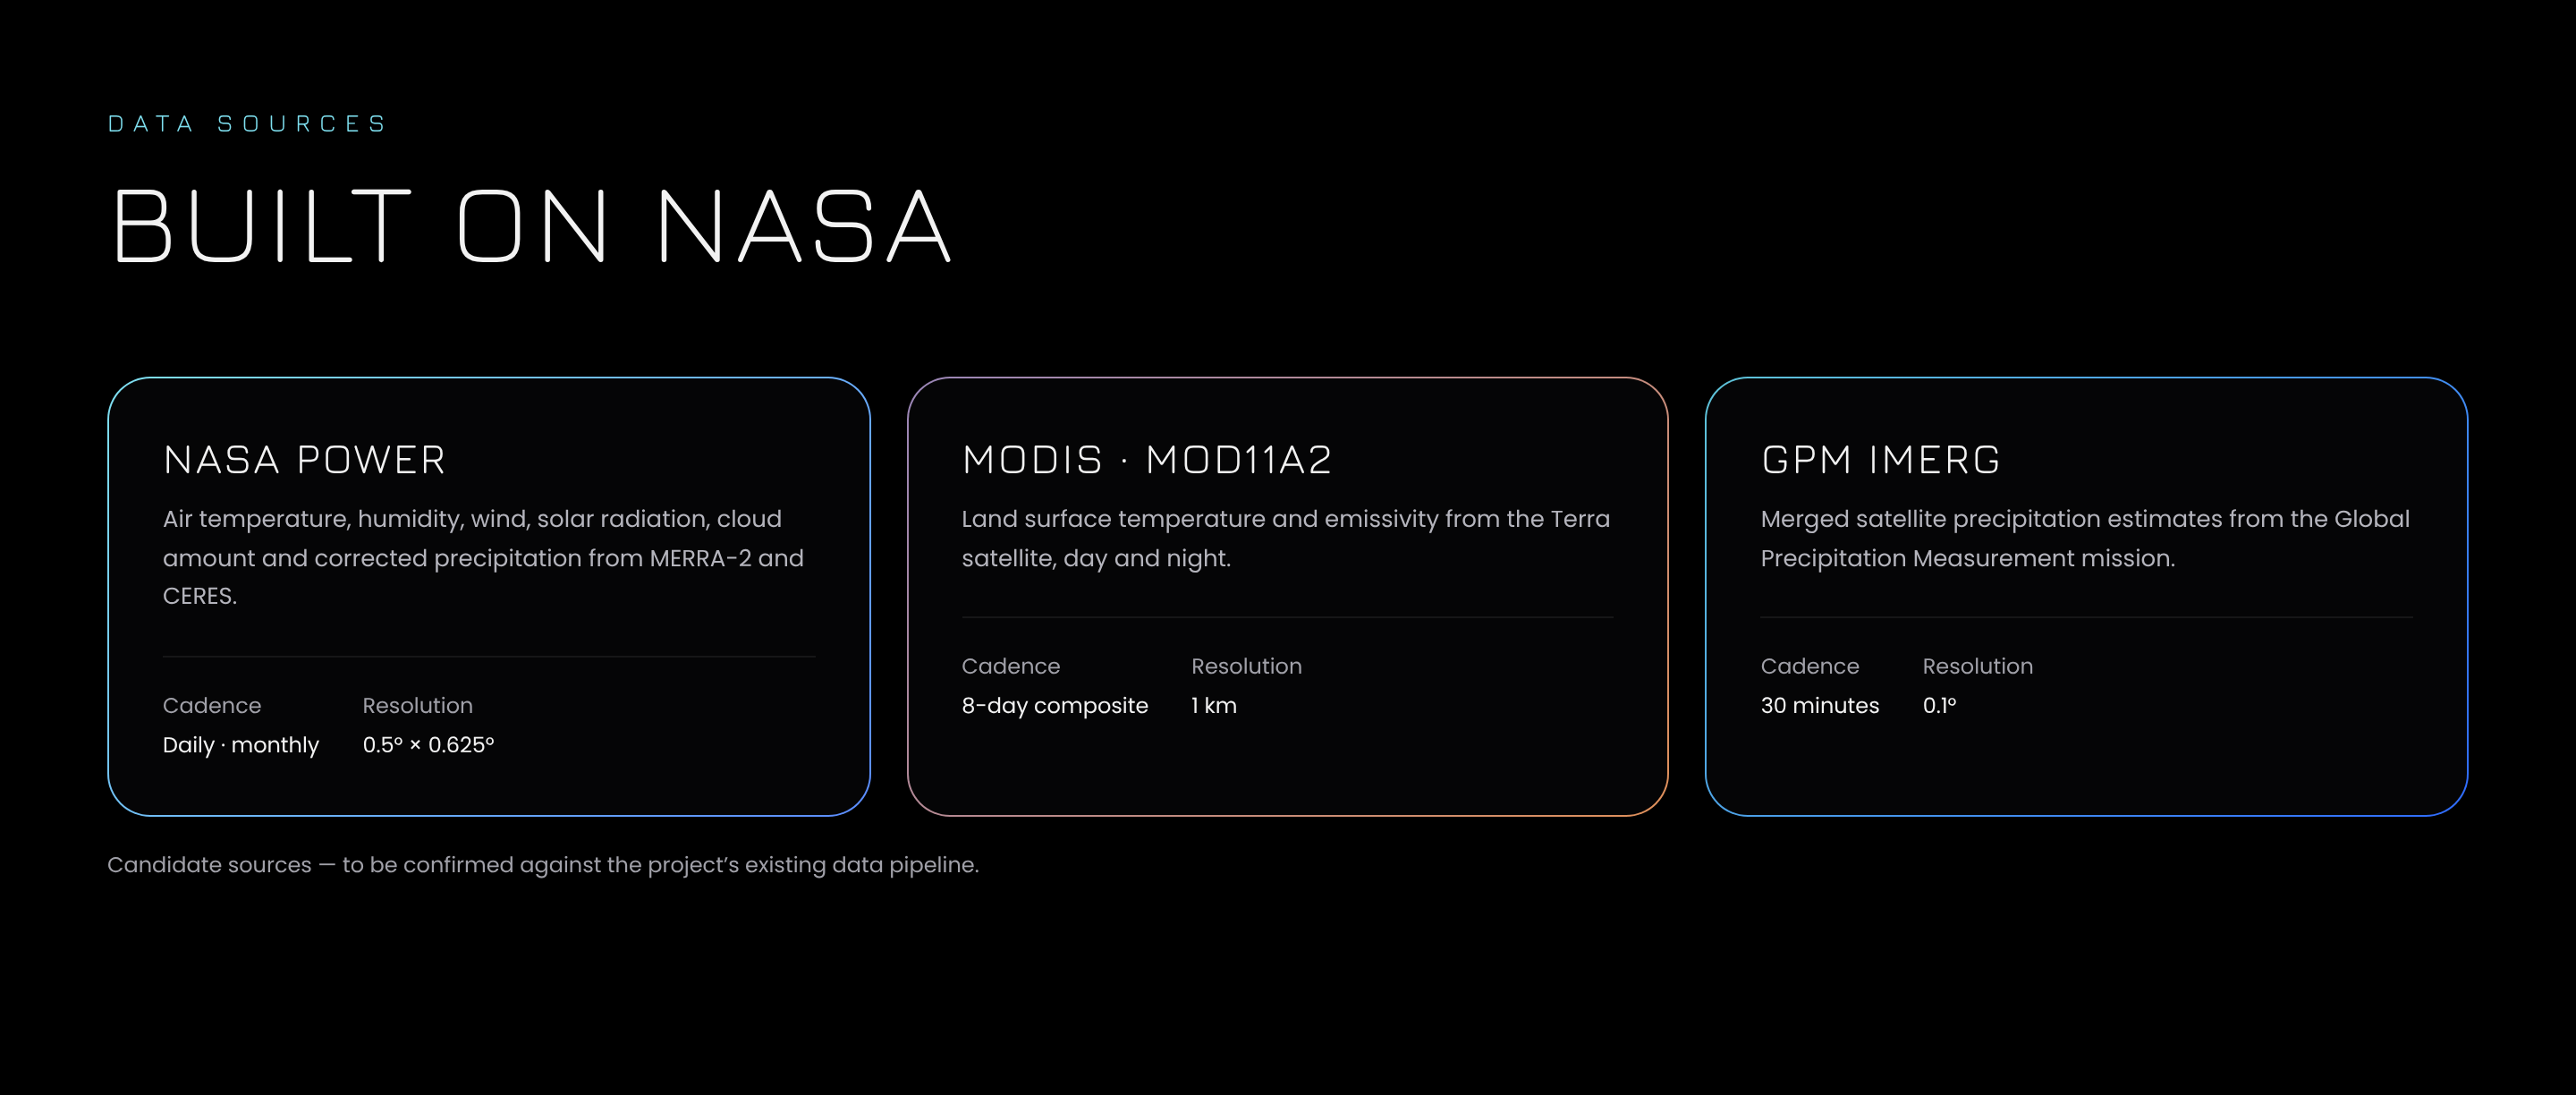 DATA SOURCES
BUILT ON NASA
NASA POWER
Air temperature, humidity, wind, solar radiation, cloud
amount and corrected precipitation from MERRA-2 and
CERES.
Cadence
Daily · monthly
Resolution
0.5° × 0.625°
MODIS · MOD11A2
Land surface temperature and emissivity from the Terra
satellite, day and night.
Cadence
8-day composite
Resolution
1 km
GPM IMERG
Merged satellite precipitation estimates from the Global
Precipitation Measurement mission.
Cadence
30 minutes
Resolution
0.1°
Candidate sources — to be confirmed against the project’s existing data pipeline.